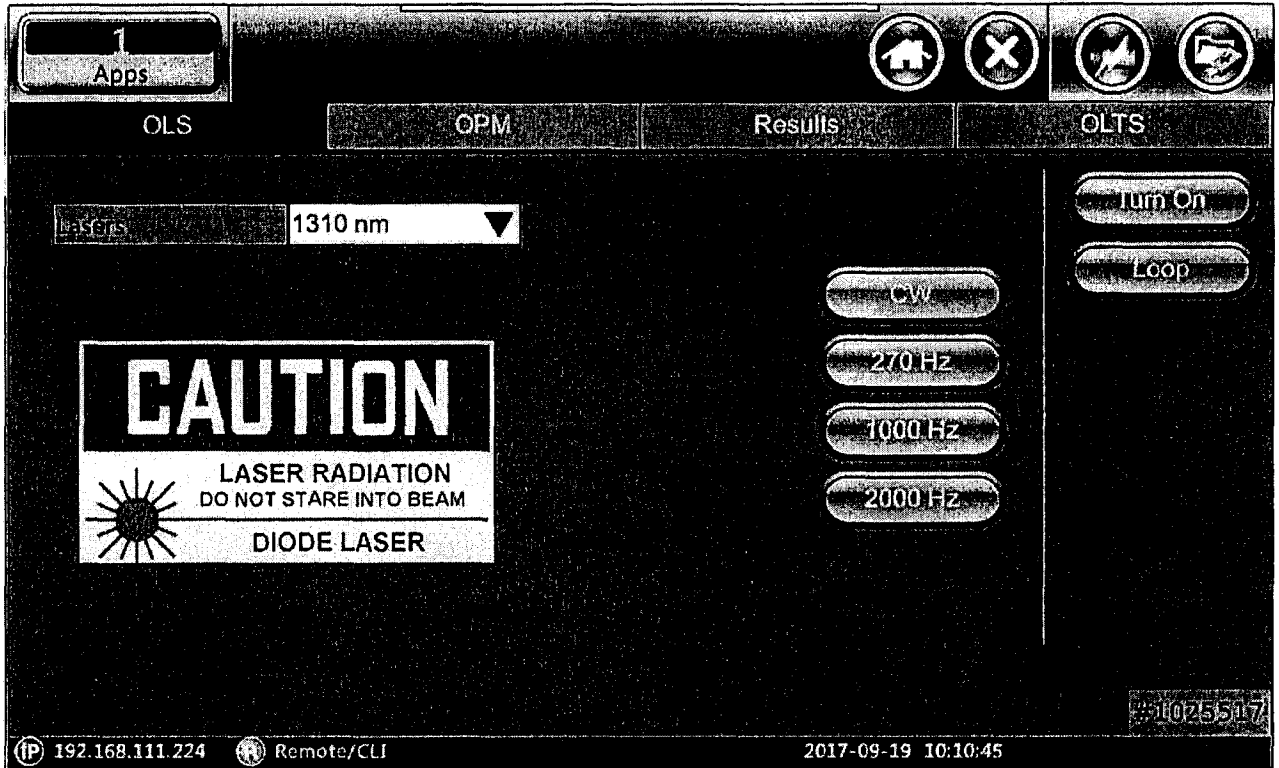 1
Apps
OLS
OPM
Results
OLTS
Lasers
1310 nm
Turn On
Loop
CW
270 Hz
1000 Hz
2000 Hz
CAUTION
LASER RADIATION
DO NOT STARE INTO BEAM
DIODE LASER
#1025517
IP 192.168.111.224
R Remote/CLI
2017-09-19 10:10:45